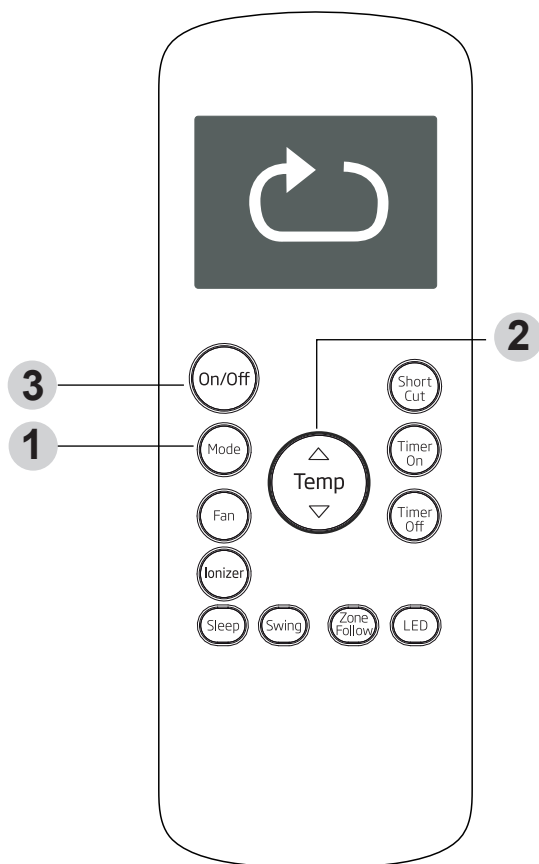 2
3
On/Off
Short
Cut
1
Mode
Timer
On
Temp
Fan
Timer
Off
Ionizer
Sleep
Swing
Zone
Follow
LED